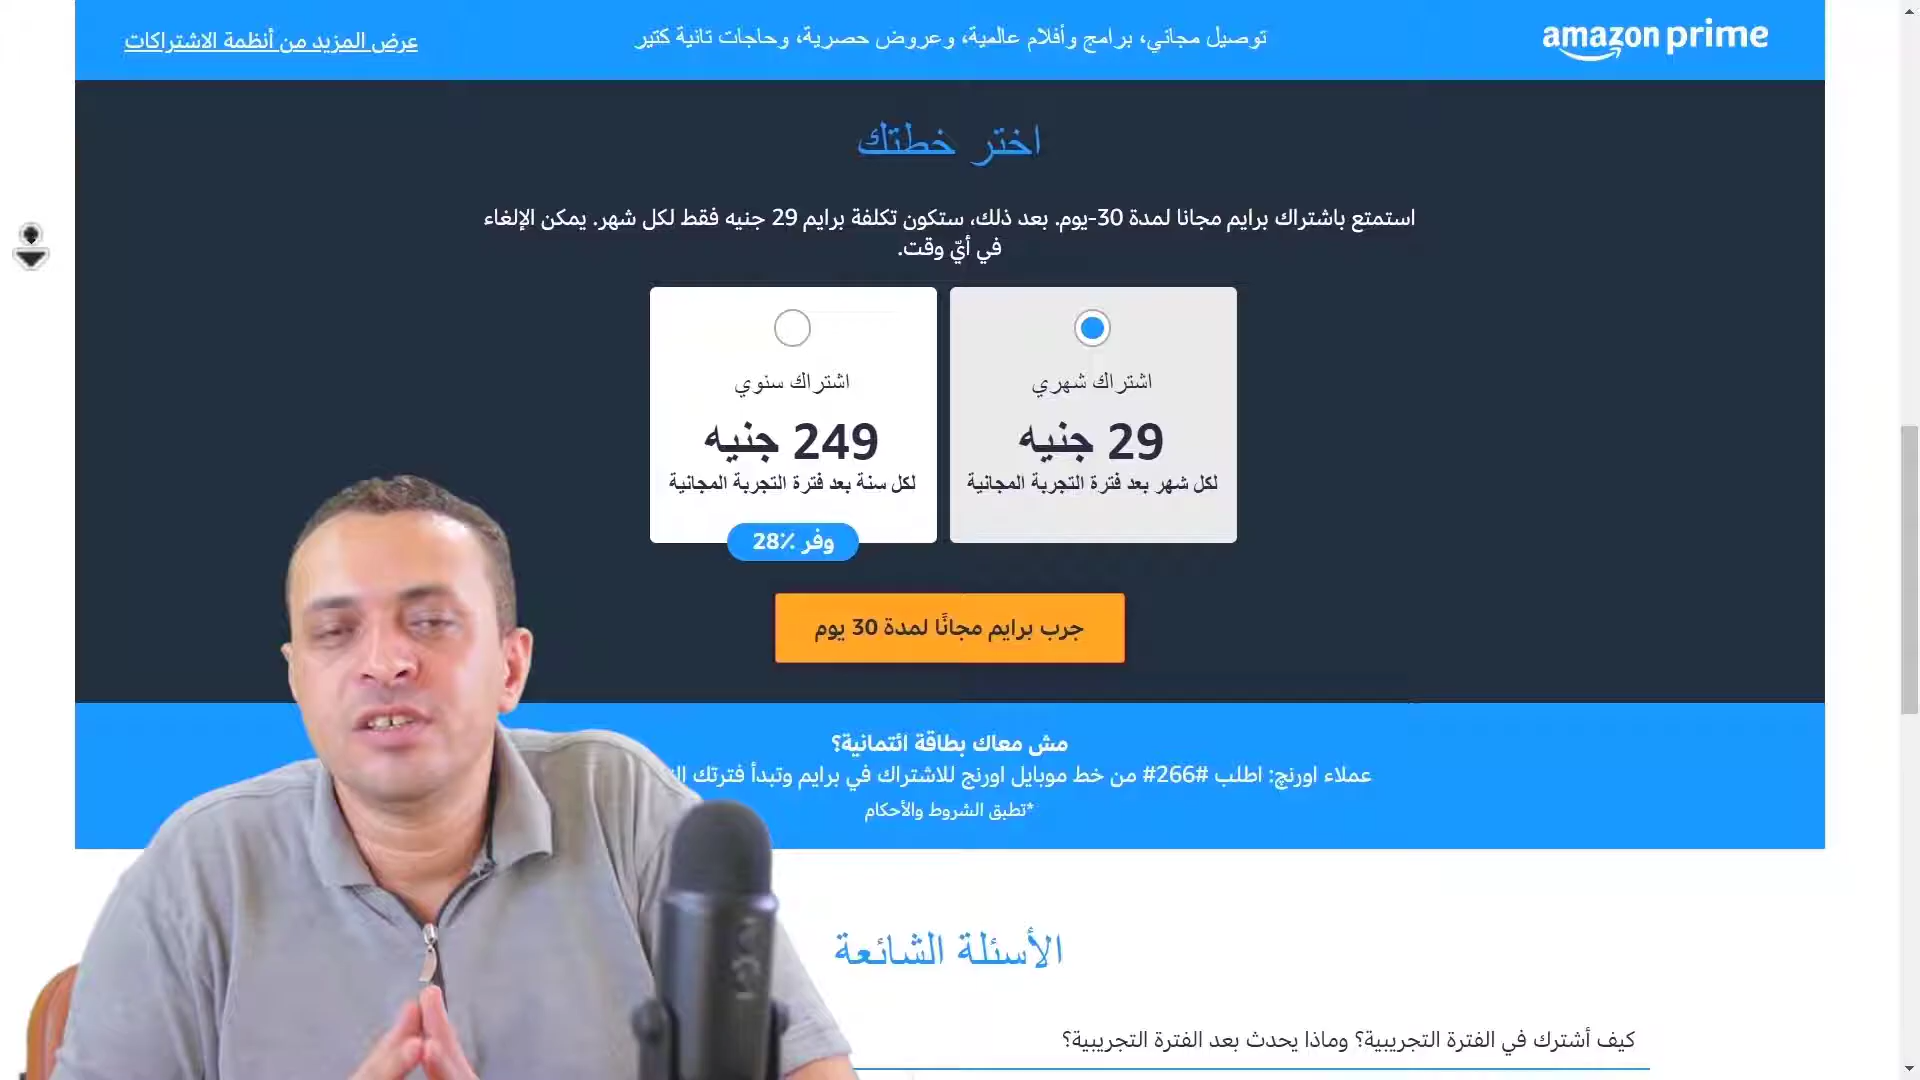 amazon prime
توصيل مجاني، برامج وأفلام عالمية، وعروض حصرية، وحاجات تانية كتير
عرض المزيد من أنظمة الاشتراكات
اختر خطتك
استمتع باشتراك برايم مجانا لمدة 30-يوم. بعد ذلك، ستكون تكلفة برايم 29 جنيه فقط لكل شهر. يمكن الإلغاء
في أيّ وقت.
اشتراك شهري
29 جنيه
لكل شهر بعد فترة التجربة المجانية
اشتراك سنوي
249 جنيه
لكل سنة بعد فترة التجربة المجانية
وفر 28٪
جرب برايم مجانًا لمدة 30 يوم
مش معاك بطاقة ائتمانية؟
عملاء اورنچ: اطلب #266# من خط موبايل اورنج للاشتراك في برايم وتبدأ فترتك
*تطبق الشروط والأحكام
الأسئلة الشائعة
كيف أشترك في الفترة التجريبية؟ وماذا يحدث بعد الفترة التجريبية؟